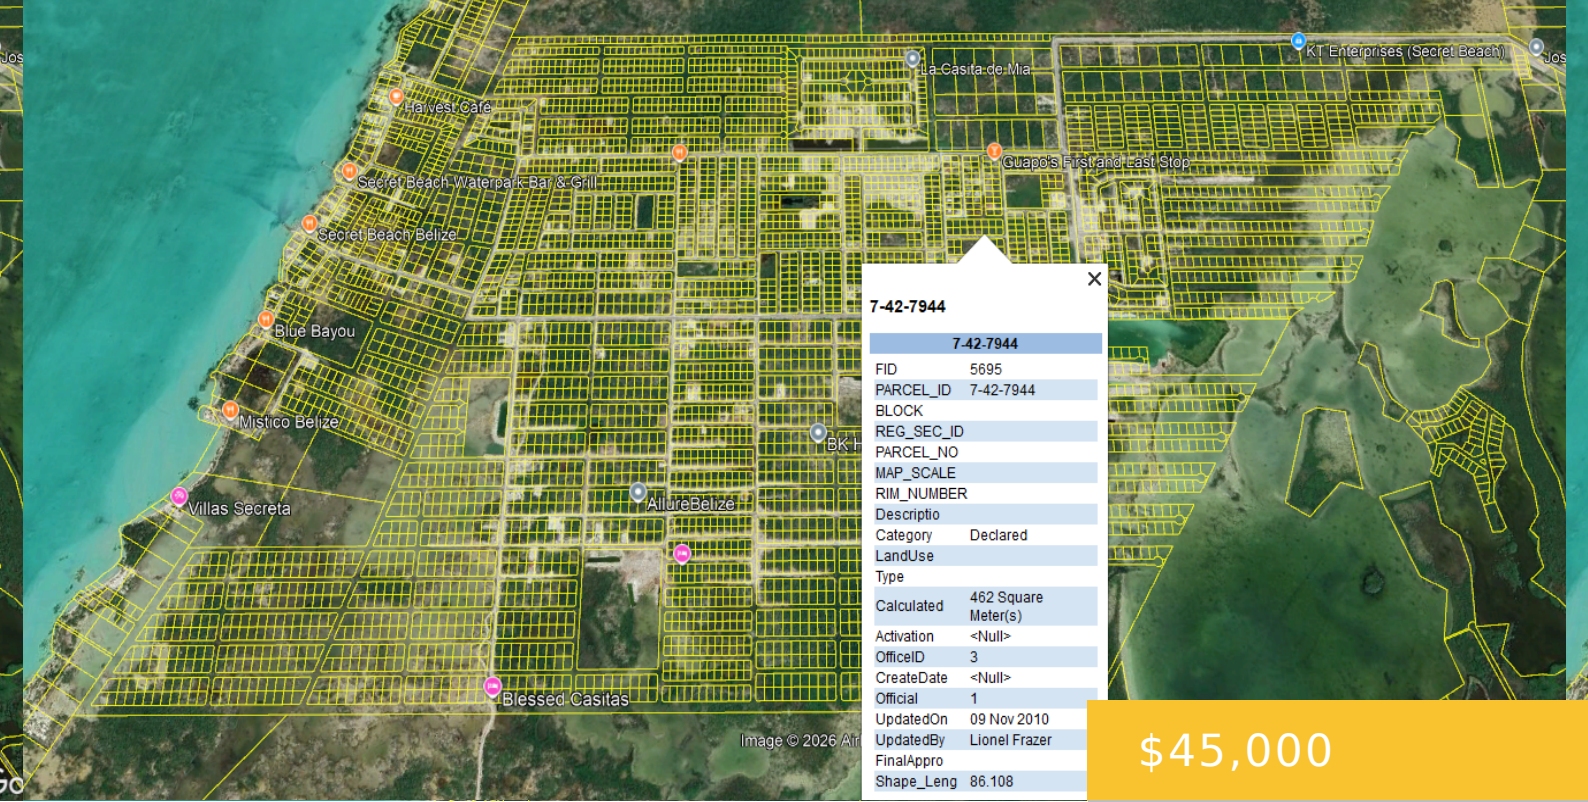 Jos
La Casita de Mia
KT Enterprises (Secret Beach)
Jos
Harvest Cafe
Guapo's First and Last Stop
Secret Beach Waterpark Bar & Grill
Secret Beach Belize
Blue Bayou
Mistico Belize
BK H
AllureBelize
Villas Secreta
Blessed Casitas
Image © 2026 Air
Go
7-42-7944
7-42-7944
FID 5695
PARCEL_ID 7-42-7944
BLOCK
REG_SEC_ID
PARCEL_NO
MAP_SCALE
RIM_NUMBER
Descriptio
Category Declared
LandUse
Type
Calculated 462 Square
Meter(s)
Activation <Null>
OfficeID 3
CreateDate <Null>
Official 1
UpdatedOn 09 Nov 2010
UpdatedBy Lionel Frazer
FinalAppro
Shape_Leng 86.108
$45,000